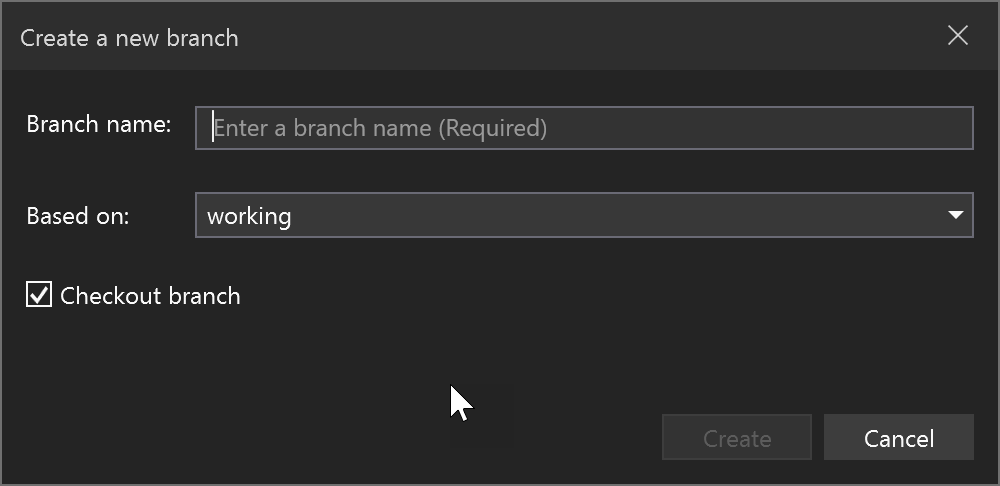 Create a new branch
Branch name: Enter a branch name (Required)
Based on: working
Checkout branch
Create Cancel